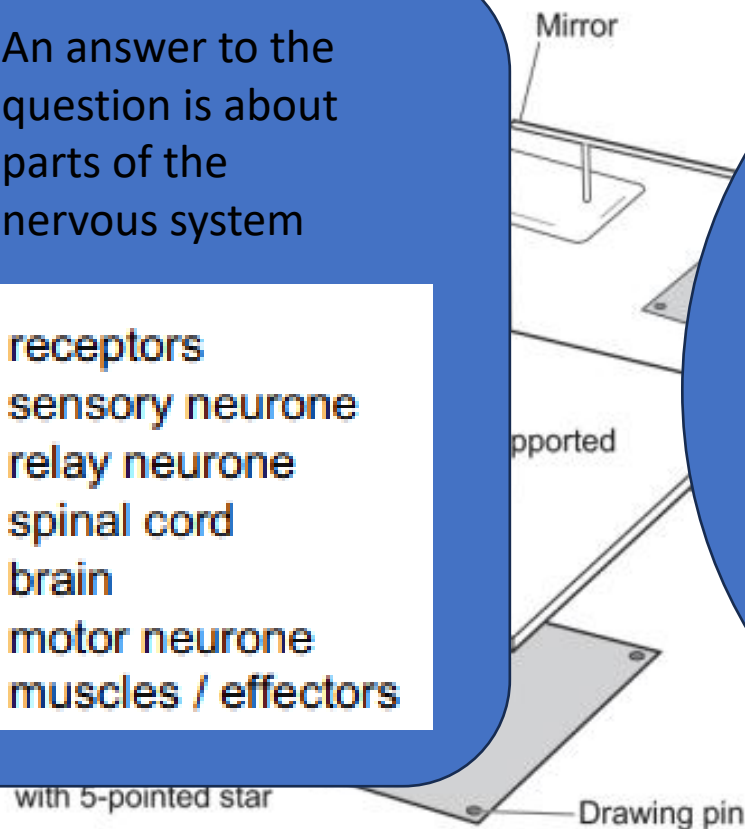 An answer to the
question is about
parts of the
nervous system
receptors
sensory neurone
relay neurone
spinal cord
brain
motor neurone
muscles / effectors
Mirror
pported
with 5-pointed star
Drawing pin